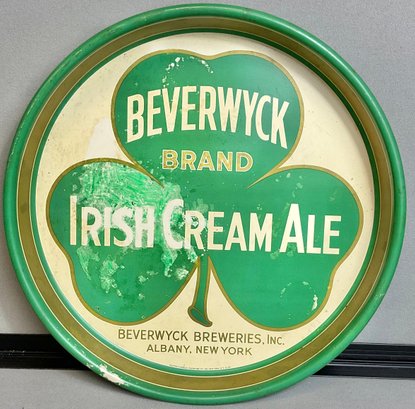 BEVERWYCK
BRAND
IRISH CREAM ALE
BEVERWYCK BREWERIES, INC.
ALBANY, NEW YORK